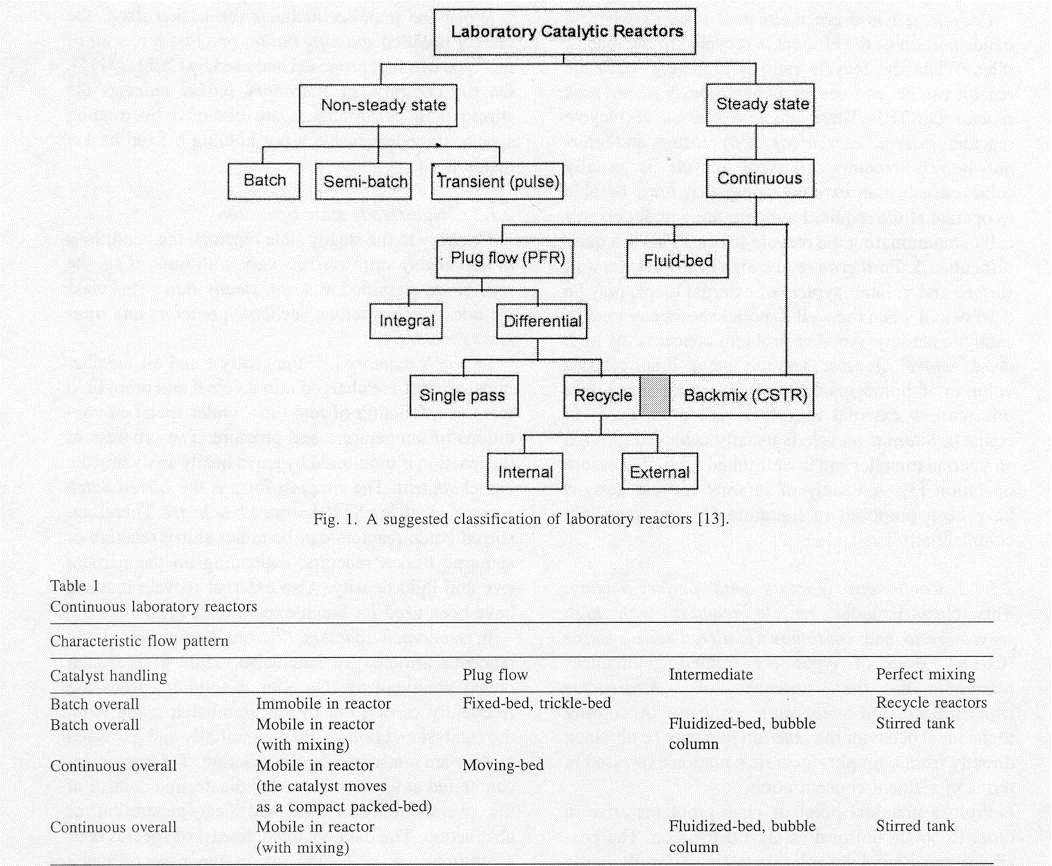 Laboratory Catalytic Reactors
Non-steady state
Steady state
Batch
Semi-batch
Transient (pulse)
Continuous
Plug flow (PFR)
Fluid-bed
Integral
Differential
Single pass
Recycle
Backmix (CSTR)
Internal
External
Fig. 1. A suggested classification of laboratory reactors [13].
Table 1
Continuous laboratory reactors
Characteristic flow pattern
Catalyst handling Plug flow Intermediate Perfect mixing
Batch overall Immobile in reactor Fixed-bed, trickle-bed Recycle reactors
Batch overall Mobile in reactor Fluidized-bed, bubble Stirred tank
(with mixing) column
Continuous overall Mobile in reactor Moving-bed
(the catalyst moves
as a compact packed-bed)
Continuous overall Mobile in reactor Fluidized-bed, bubble Stirred tank
(with mixing) column